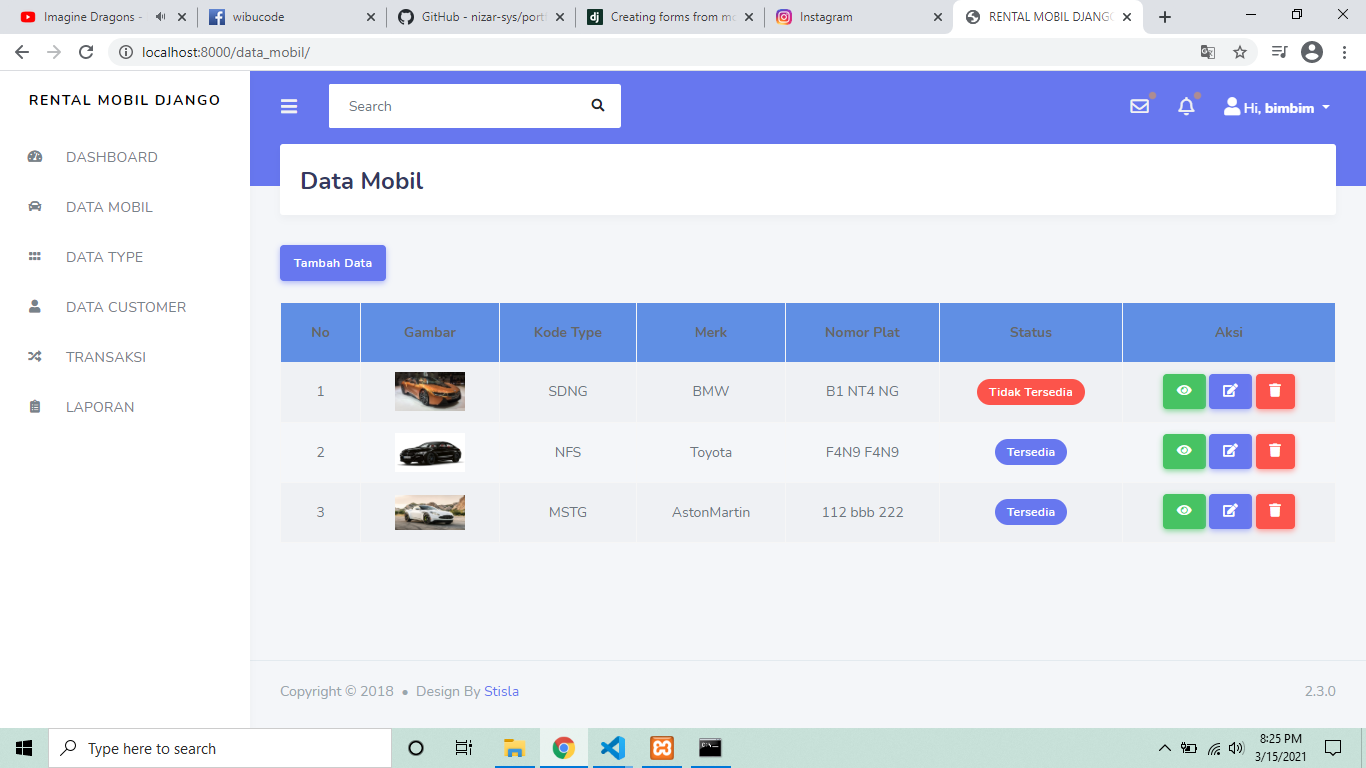 Imagine Dragons -
wibucode
GitHub - nizar-sys/port
Creating forms from mo
Instagram
RENTAL MOBIL DJANG
localhost:8000/data_mobil/
RENTAL MOBIL DJANGO
Search
Hi, bimbim
DASHBOARD
DATA MOBIL
DATA TYPE
DATA CUSTOMER
TRANSAKSI
LAPORAN
Data Mobil
Tambah Data
No Gambar Kode Type Merk Nomor Plat Status Aksi
1 SDNG BMW B1 NT4 NG Tidak Tersedia
2 NFS Toyota F4N9 F4N9 Tersedia
3 MSTG AstonMartin 112 bbb 222 Tersedia
Copyright © 2018 • Design By Stisla
2.3.0
Type here to search
8:25 PM
3/15/2021